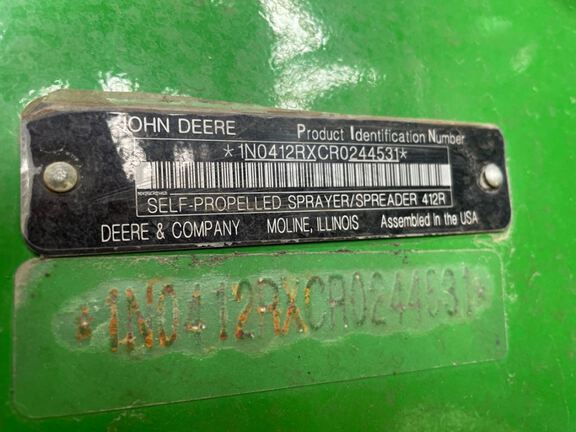 JOHN DEERE Product Identification Number
*1N0412RXCR0244531*
SELF-PROPELLED SPRAYER/SPREADER 412R
DEERE & COMPANY MOLINE, ILLINOIS Assembled in the USA
*1N0412RXCR0244531*